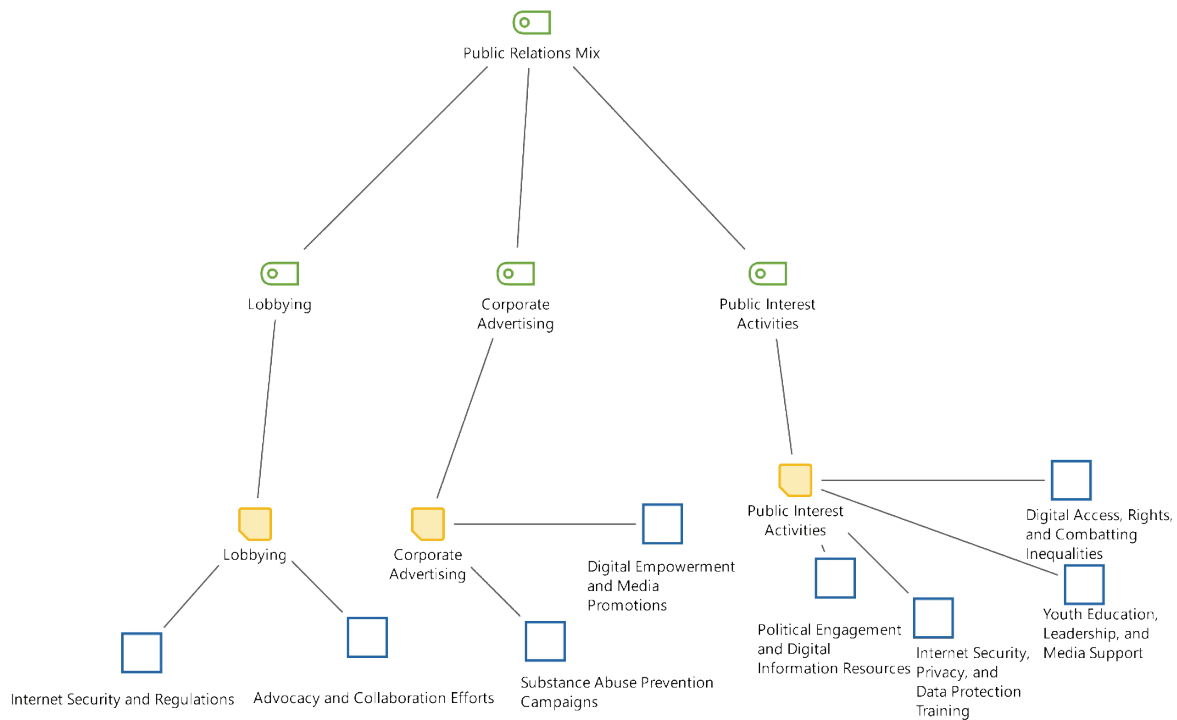 Public Relations Mix
Lobbying
Corporate
Advertising
Public Interest
Activities
Lobbying
Corporate
Advertising
Public Interest
Activities
Digital Empowerment
and Media
Promotions
Digital Access, Rights,
and Combatting
Inequalities
Internet Security and Regulations
Advocacy and Collaboration Efforts
Substance Abuse Prevention
Campaigns
Political Engagement
and Digital
Information Resources
Internet Security,
Privacy, and
Data Protection
Training
Youth Education,
Leadership, and
Media Support